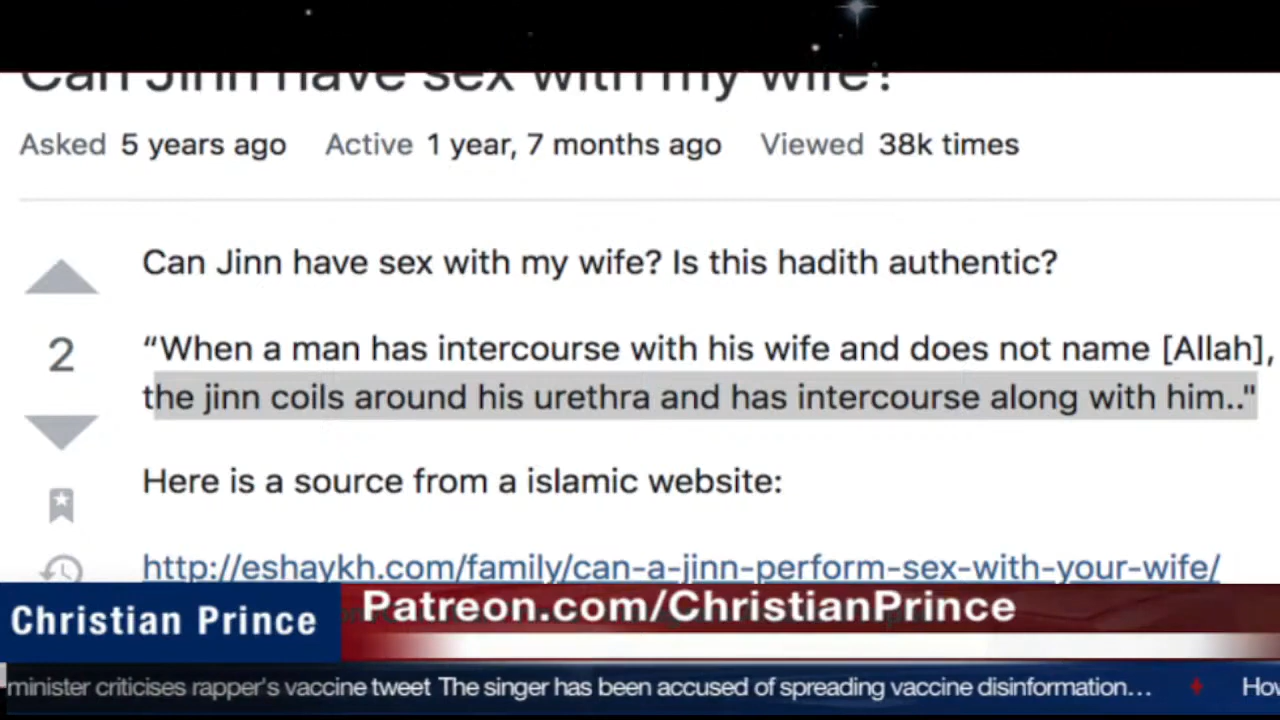 Can Jinn have sex with my wife?
Asked 5 years ago Active 1 year, 7 months ago Viewed 38k times
Can Jinn have sex with my wife? Is this hadith authentic?
2
“When a man has intercourse with his wife and does not name [Allah],
the jinn coils around his urethra and has intercourse along with him.."
Here is a source from a islamic website:
http://eshaykh.com/family/can-a-jinn-perform-sex-with-your-wife/
Christian Prince
Patreon.com/ChristianPrince
minister criticises rapper's vaccine tweet The singer has been accused of spreading vaccine disinformation...